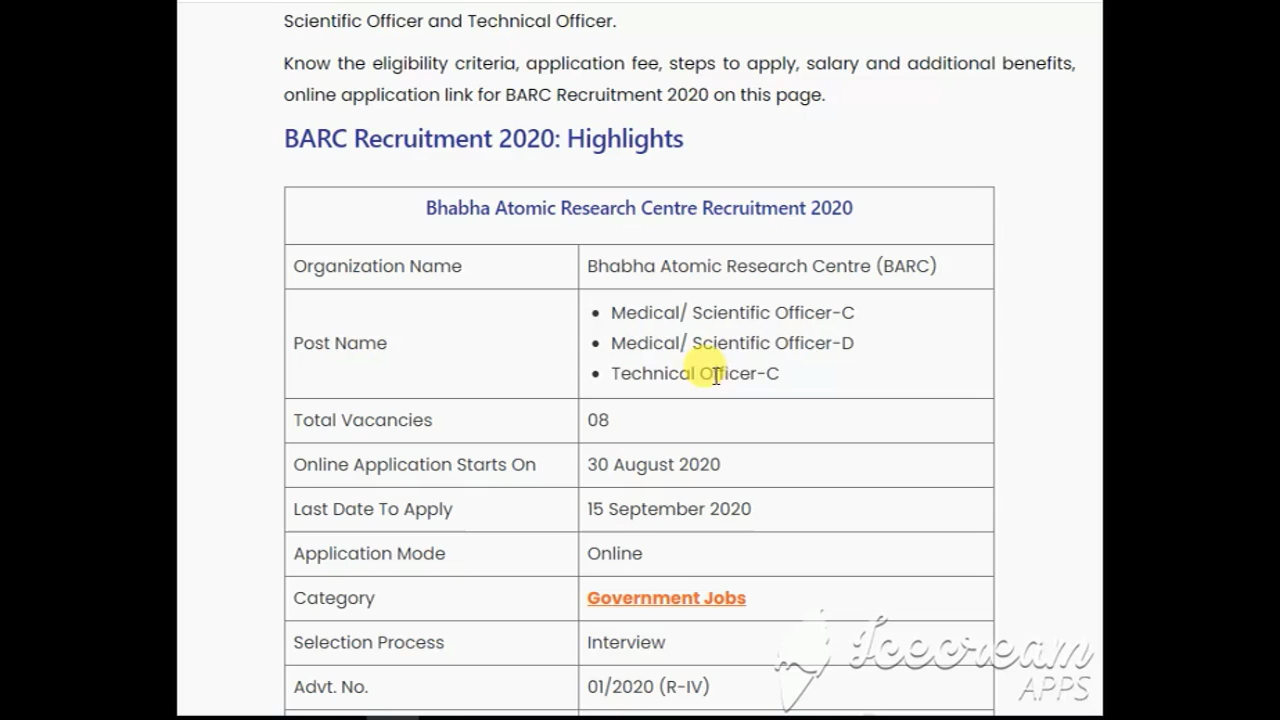 Scientific Officer and Technical Officer.
Know the eligibility criteria, application fee, steps to apply, salary and additional benefits,
online application link for BARC Recruitment 2020 on this page.
BARC Recruitment 2020: Highlights
Bhabha Atomic Research Centre Recruitment 2020
Organization Name Bhabha Atomic Research Centre (BARC)
Post Name
• Medical/ Scientific Officer-C
• Medical/ Scientific Officer-D
• Technical Officer-C
Total Vacancies 08
Online Application Starts On 30 August 2020
Last Date To Apply 15 September 2020
Application Mode Online
Category Government Jobs
Selection Process Interview
Advt. No. 01/2020 (R-IV)
Icecream
APPS